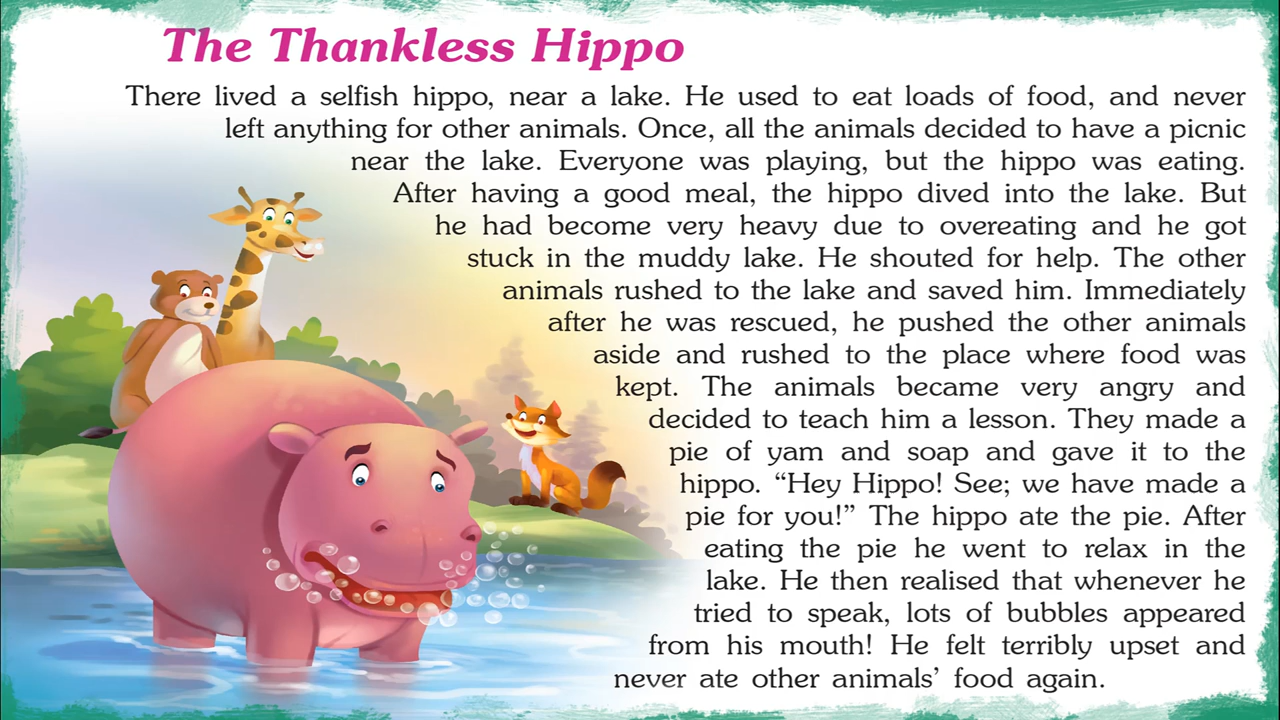 The Thankless Hippo
There lived a selfish hippo, near a lake. He used to eat loads of food, and never
left anything for other animals. Once, all the animals decided to have a picnic
near the lake. Everyone was playing, but the hippo was eating.
After having a good meal, the hippo dived into the lake. But
he had become very heavy due to overeating and he got
stuck in the muddy lake. He shouted for help. The other
animals rushed to the lake and saved him. Immediately
after he was rescued, he pushed the other animals
aside and rushed to the place where food was
kept. The animals became very angry and
decided to teach him a lesson. They made a
pie of yam and soap and gave it to the
hippo. “Hey Hippo! See; we have made a
pie for you!” The hippo ate the pie. After
eating the pie he went to relax in the
lake. He then realised that whenever he
tried to speak, lots of bubbles appeared
from his mouth! He felt terribly upset and
never ate other animals’ food again.